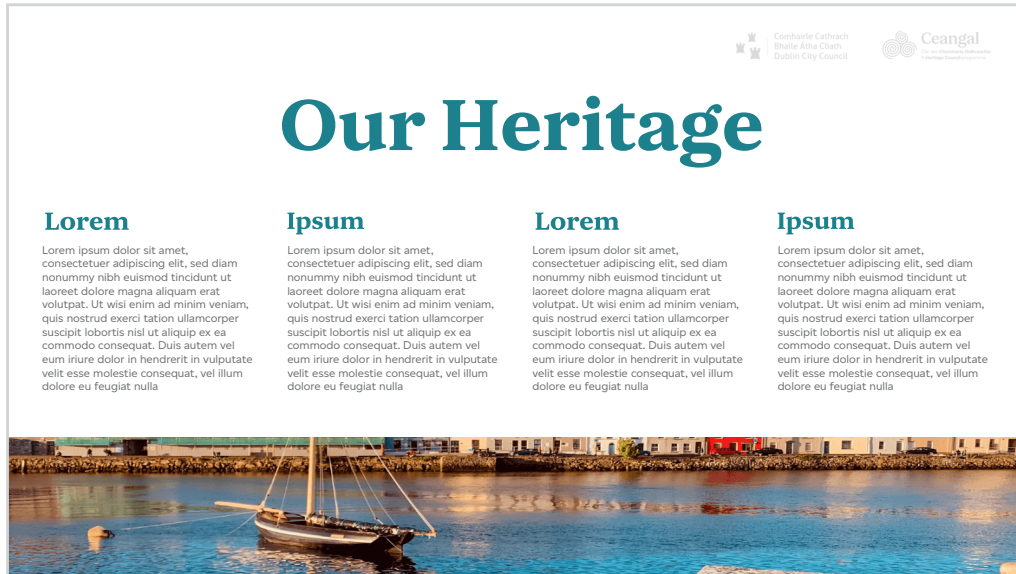 Comhairle Cathrach
Bhaile Átha Cliath
Dublin City Council
Ceangal
Our Heritage
Lorem
Lorem ipsum dolor sit amet,
consectetuer adipiscing elit, sed diam
nonummy nibh euismod tincidunt ut
laoreet dolore magna aliquam erat
volutpat. Ut wisi enim ad minim veniam,
quis nostrud exerci tation ullamcorper
suscipit lobortis nisl ut aliquip ex ea
commodo consequat. Duis autem vel
eum iriure dolor in hendrerit in vulputate
velit esse molestie consequat, vel illum
dolore eu feugiat nulla
Ipsum
Lorem ipsum dolor sit amet,
consectetuer adipiscing elit, sed diam
nonummy nibh euismod tincidunt ut
laoreet dolore magna aliquam erat
volutpat. Ut wisi enim ad minim veniam,
quis nostrud exerci tation ullamcorper
suscipit lobortis nisl ut aliquip ex ea
commodo consequat. Duis autem vel
eum iriure dolor in hendrerit in vulputate
velit esse molestie consequat, vel illum
dolore eu feugiat nulla
Lorem
Lorem ipsum dolor sit amet,
consectetuer adipiscing elit, sed diam
nonummy nibh euismod tincidunt ut
laoreet dolore magna aliquam erat
volutpat. Ut wisi enim ad minim veniam,
quis nostrud exerci tation ullamcorper
suscipit lobortis nisl ut aliquip ex ea
commodo consequat. Duis autem vel
eum iriure dolor in hendrerit in vulputate
velit esse molestie consequat, vel illum
dolore eu feugiat nulla
Ipsum
Lorem ipsum dolor sit amet,
consectetuer adipiscing elit, sed diam
nonummy nibh euismod tincidunt ut
laoreet dolore magna aliquam erat
volutpat. Ut wisi enim ad minim veniam,
quis nostrud exerci tation ullamcorper
suscipit lobortis nisl ut aliquip ex ea
commodo consequat. Duis autem vel
eum iriure dolor in hendrerit in vulputate
velit esse molestie consequat, vel illum
dolore eu feugiat nulla